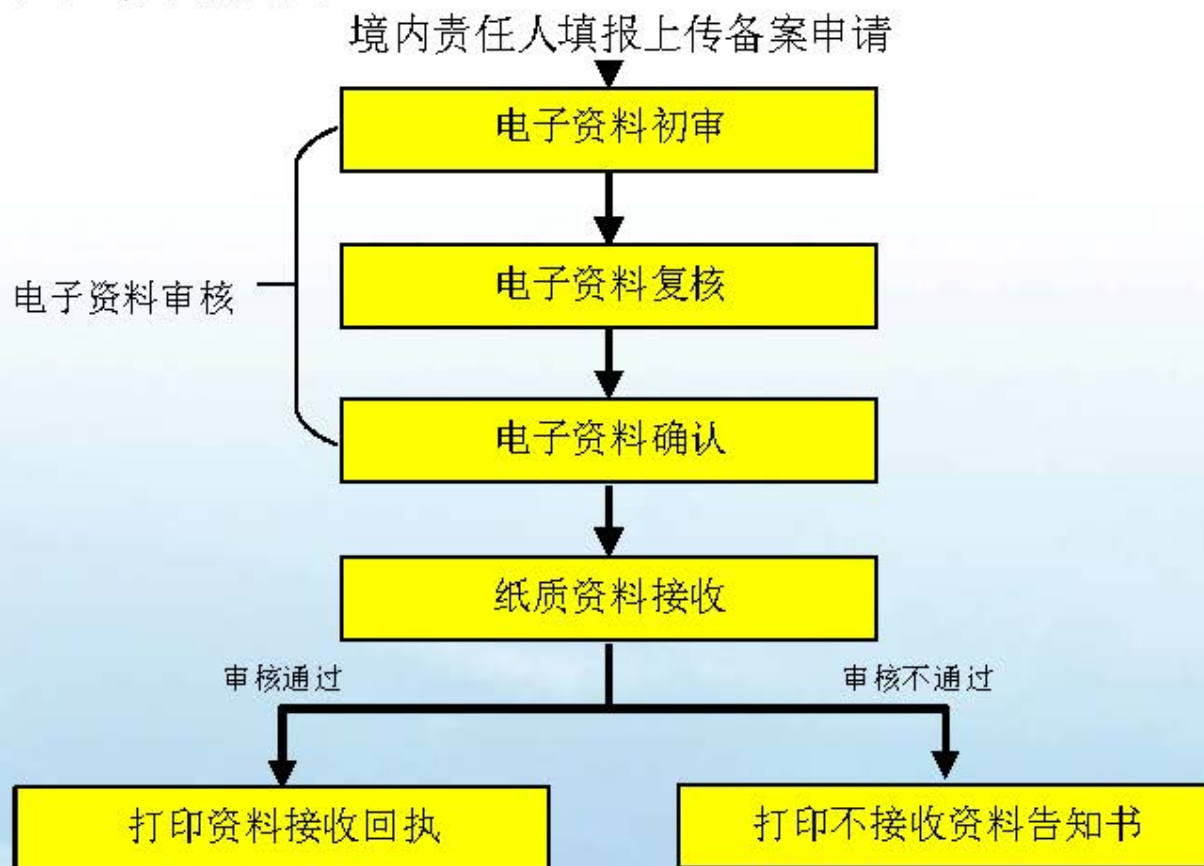 境内责任人填报上传备案申请
电子资料初审
电子资料复核
电子资料审核
电子资料确认
纸质资料接收
审核通过
审核不通过
打印资料接收回执
打印不接收资料告知书